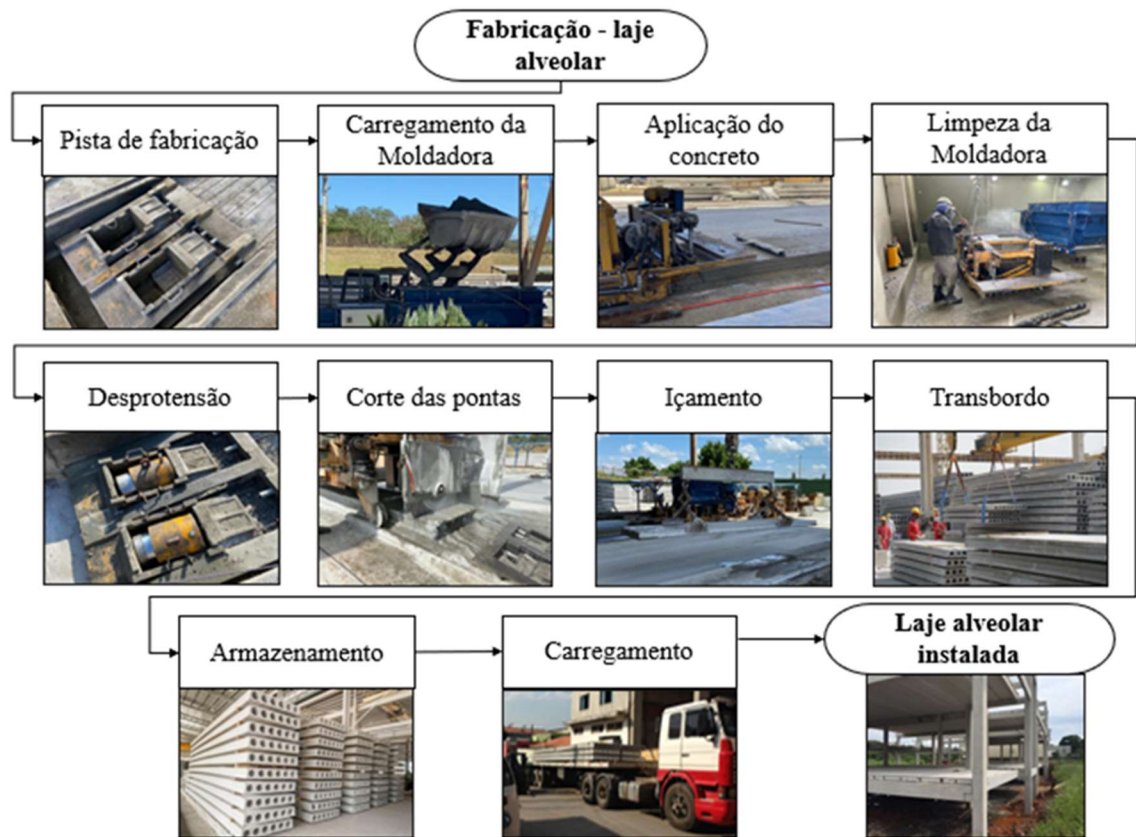 Fabricação - laje
alveolar
Pista de fabricação
Carregamento da
Moldadora
Aplicação do
concreto
Limpeza da
Moldadora
Desprotensão
Corte das pontas
Içamento
Transbordo
Armazenamento
Carregamento
Laje alveolar
instalada